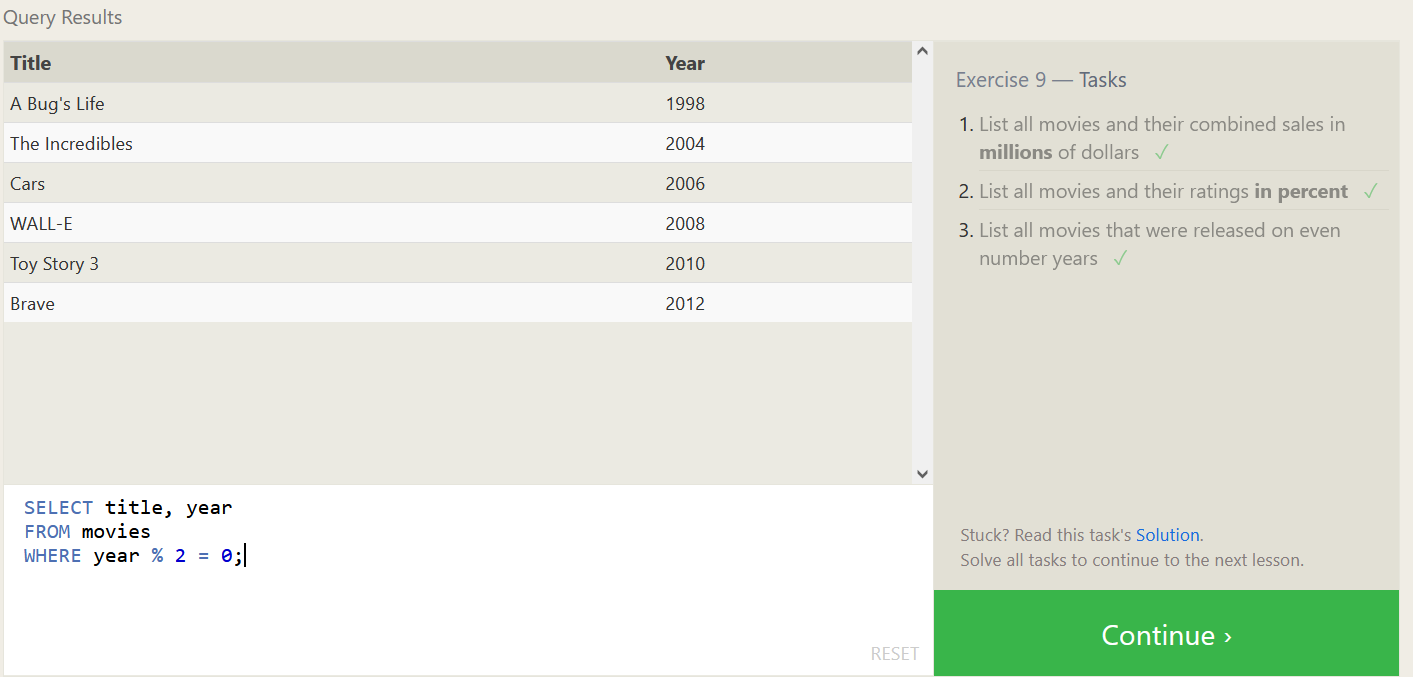 Query Results
Title Year
A Bug's Life 1998
The Incredibles 2004
Cars 2006
WALL-E 2008
Toy Story 3 2010
Brave 2012
SELECT title, year
FROM movies
WHERE year % 2 = 0;
RESET
Exercise 9 — Tasks
1. List all movies and their combined sales in
millions of dollars ✓
2. List all movies and their ratings in percent ✓
3. List all movies that were released on even
number years ✓
Stuck? Read this task's Solution.
Solve all tasks to continue to the next lesson.
Continue ›